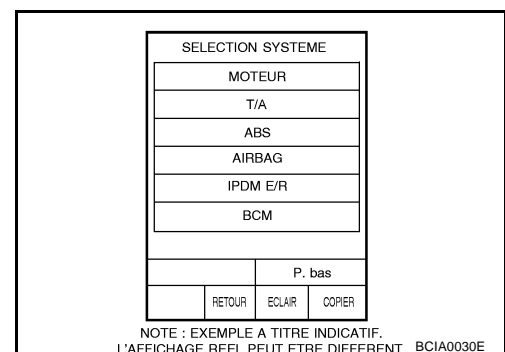 SELECTION SYSTEME
MOTEUR
T/A
ABS
AIRBAG
IPDM E/R
BCM
P. bas
RETOUR ECLAIR COPIER
NOTE : EXEMPLE A TITRE INDICATIF.
L'AFFICHAGE REEL PEUT ETRE DIFFERENT. BCIA0030E